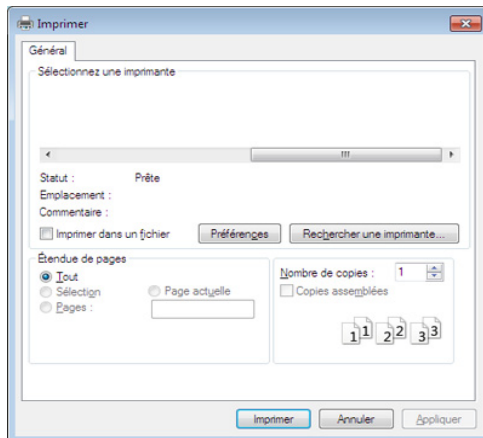 Imprimer
Général
Sélectionnez une imprimante
Statut : Prête
Emplacement :
Commentaire :
Imprimer dans un fichier Préférences Rechercher une imprimante...
Étendue de pages
Tout
Sélection Page actuelle
Pages :
Nombre de copies : 1
Copies assemblées
1 1 2 2 3 3
Imprimer Annuler Appliquer